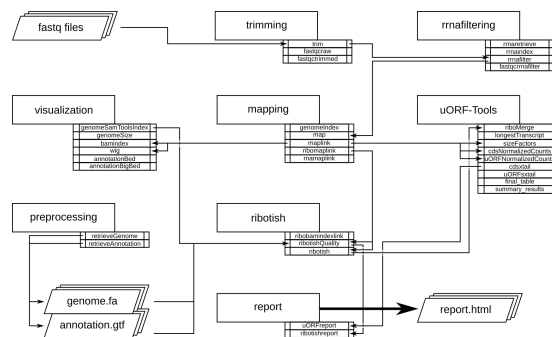 fastq files
trimming
trim
fastqcraw
fastqctrimmed
rrnafiltering
rrnaretrieve
rrnaindex
rrnafilter
fastqcrrnafilter
visualization
genomeSamToolsIndex
genomeSize
bamindex
wig
annotationBed
annotationBigBed
mapping
genomeIndex
map
maplink
ribomaplink
rnamaplink
uORF-Tools
riboMerge
longestTranscript
sizeFactors
cdsNormalizedCounts
uORFNormalizedCounts
cdsxtail
uORFsxtail
final_table
summary_results
preprocessing
retrieveGenome
retrieveAnnotation
genome.fa
annotation.gtf
ribotish
ribobamindexlink
ribotishQuality
ribotish
report
uORFreport
ribotishreport
report.html